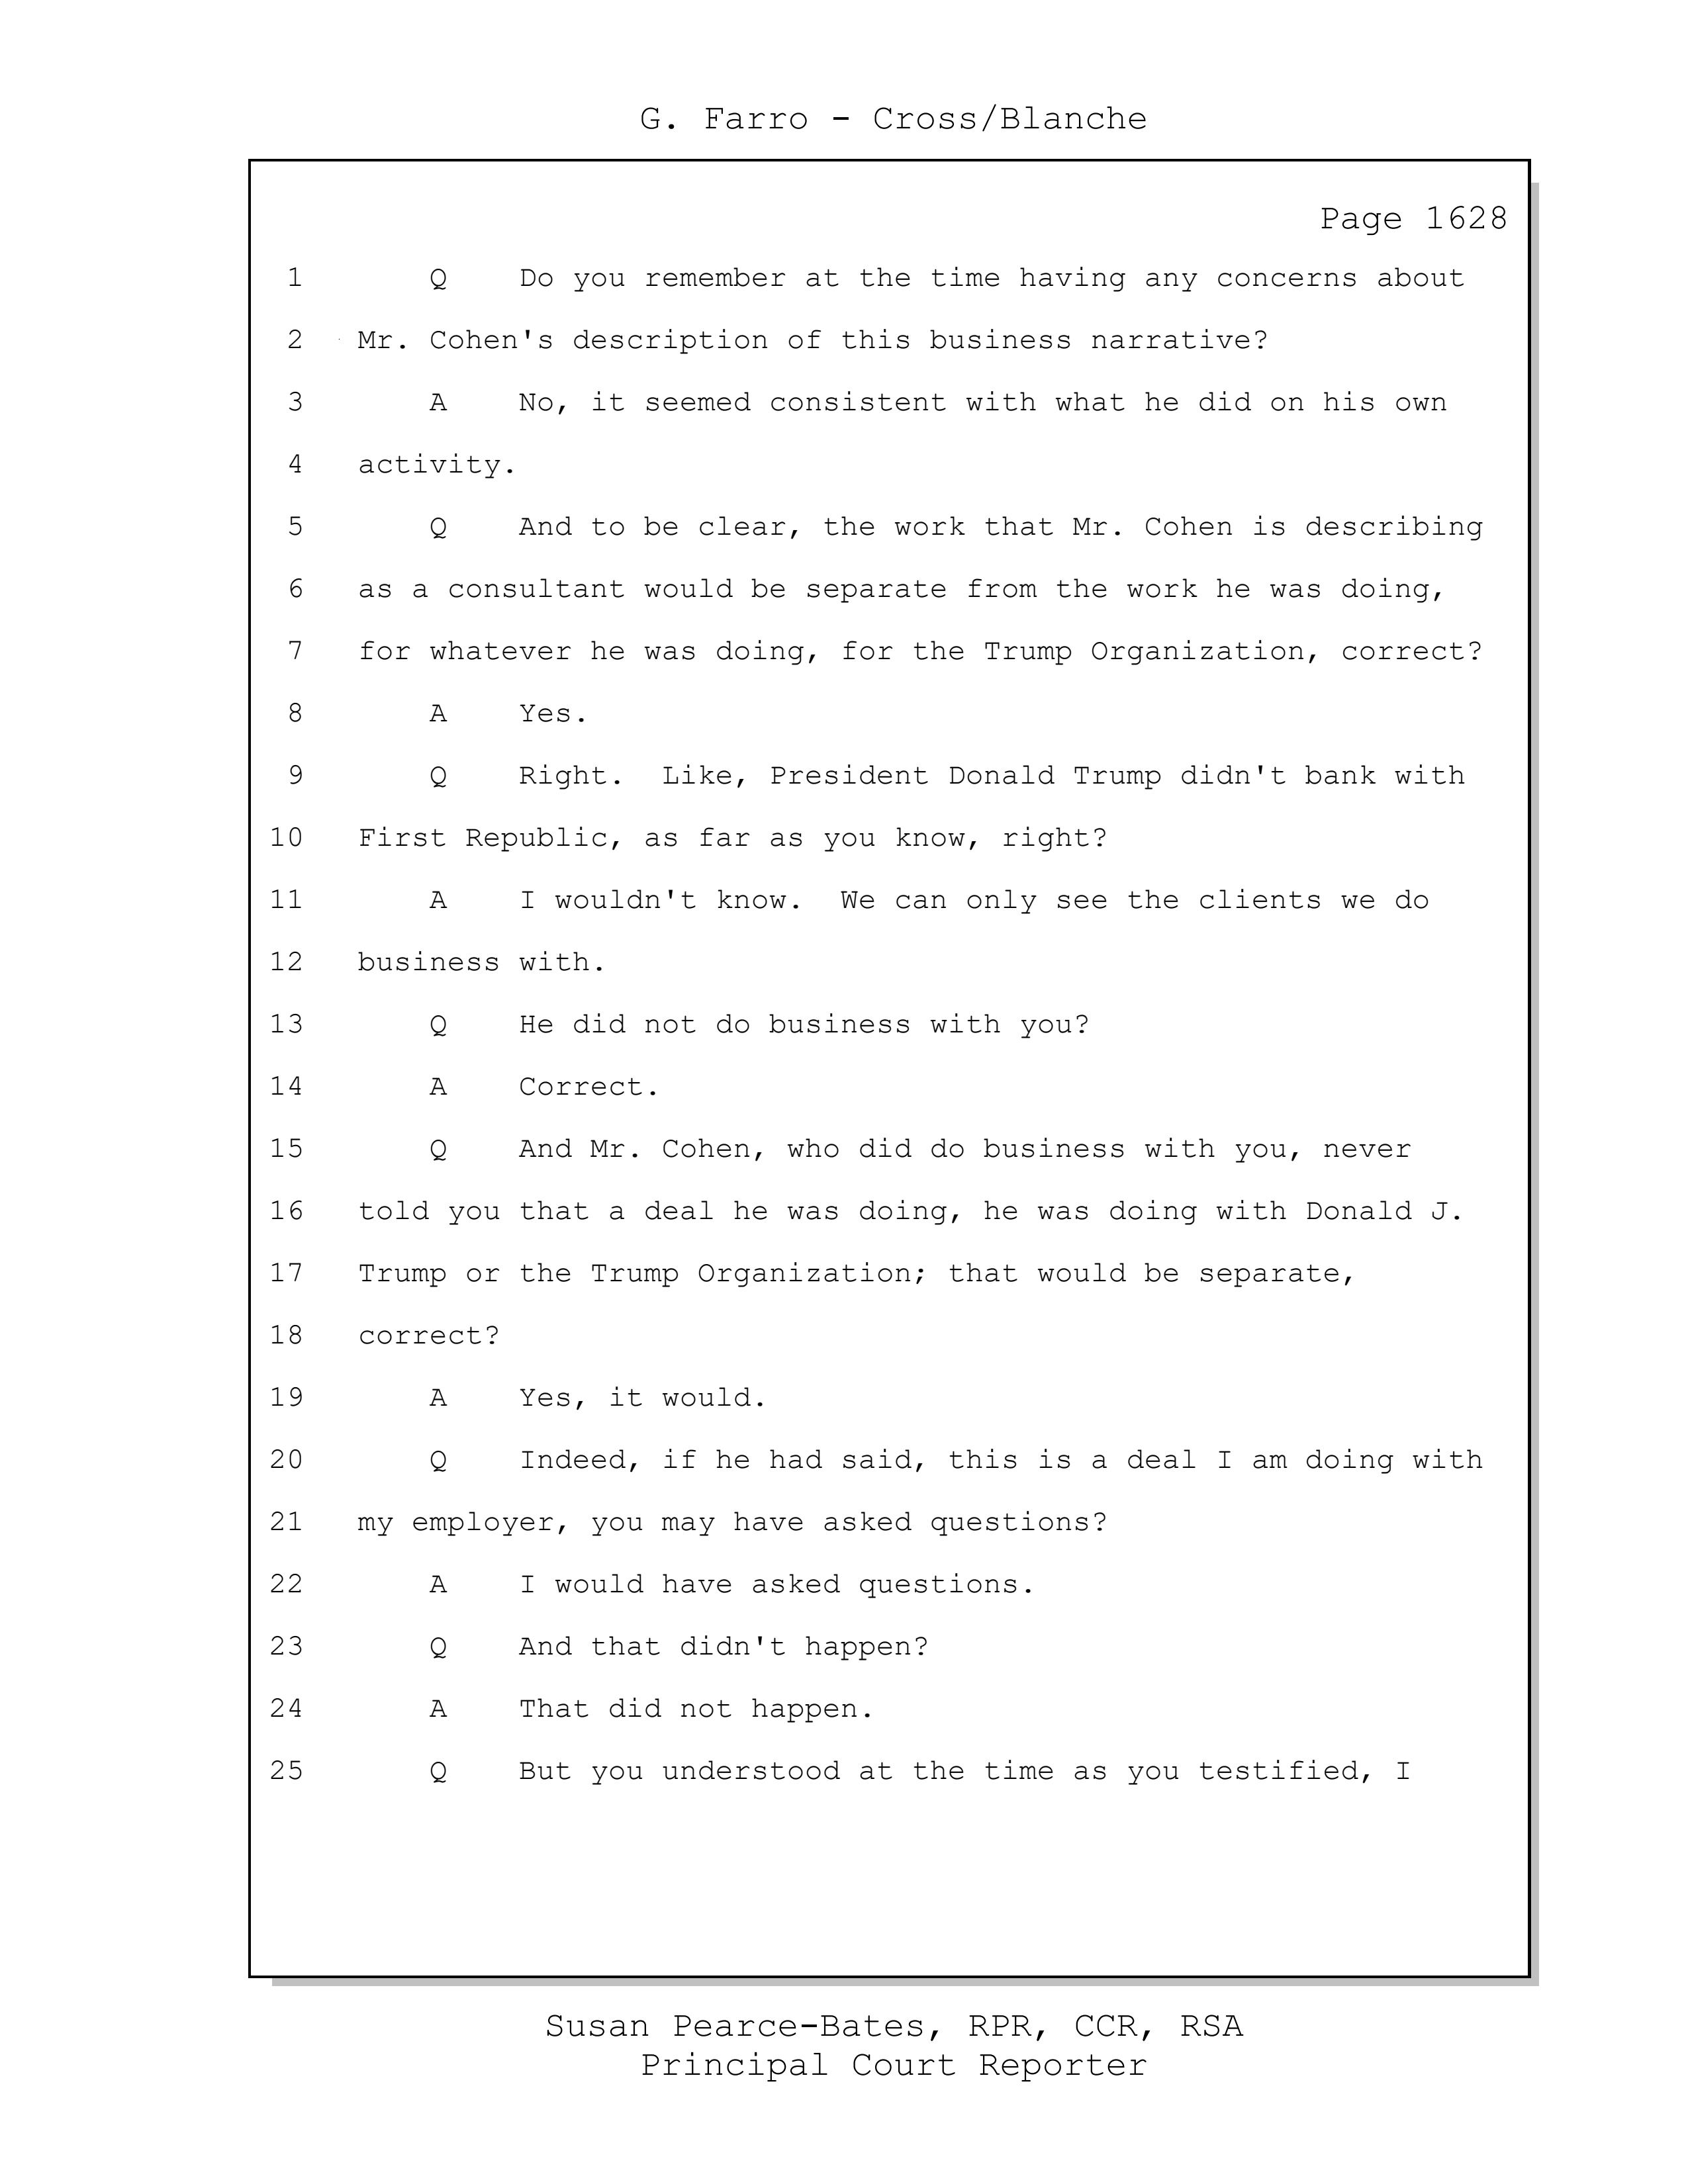 G. Farro - Cross/Blanche
Page 1628
1 Q Do you remember at the time having any concerns about
2 Mr. Cohen's description of this business narrative?
3 A No, it seemed consistent with what he did on his own
4 activity.
5 Q And to be clear, the work that Mr. Cohen is describing
6 as a consultant would be separate from the work he was doing,
7 for whatever he was doing, for the Trump Organization, correct?
8 A Yes.
9 Q Right. Like, President Donald Trump didn't bank with
10 First Republic, as far as you know, right?
11 A I wouldn't know. We can only see the clients we do
12 business with.
13 Q He did not do business with you?
14 A Correct.
15 Q And Mr. Cohen, who did do business with you, never
16 told you that a deal he was doing, he was doing with Donald J.
17 Trump or the Trump Organization; that would be separate,
18 correct?
19 A Yes, it would.
20 Q Indeed, if he had said, this is a deal I am doing with
21 my employer, you may have asked questions?
22 A I would have asked questions.
23 Q And that didn't happen?
24 A That did not happen.
25 Q But you understood at the time as you testified, I
Susan Pearce-Bates, RPR, CCR, RSA
Principal Court Reporter